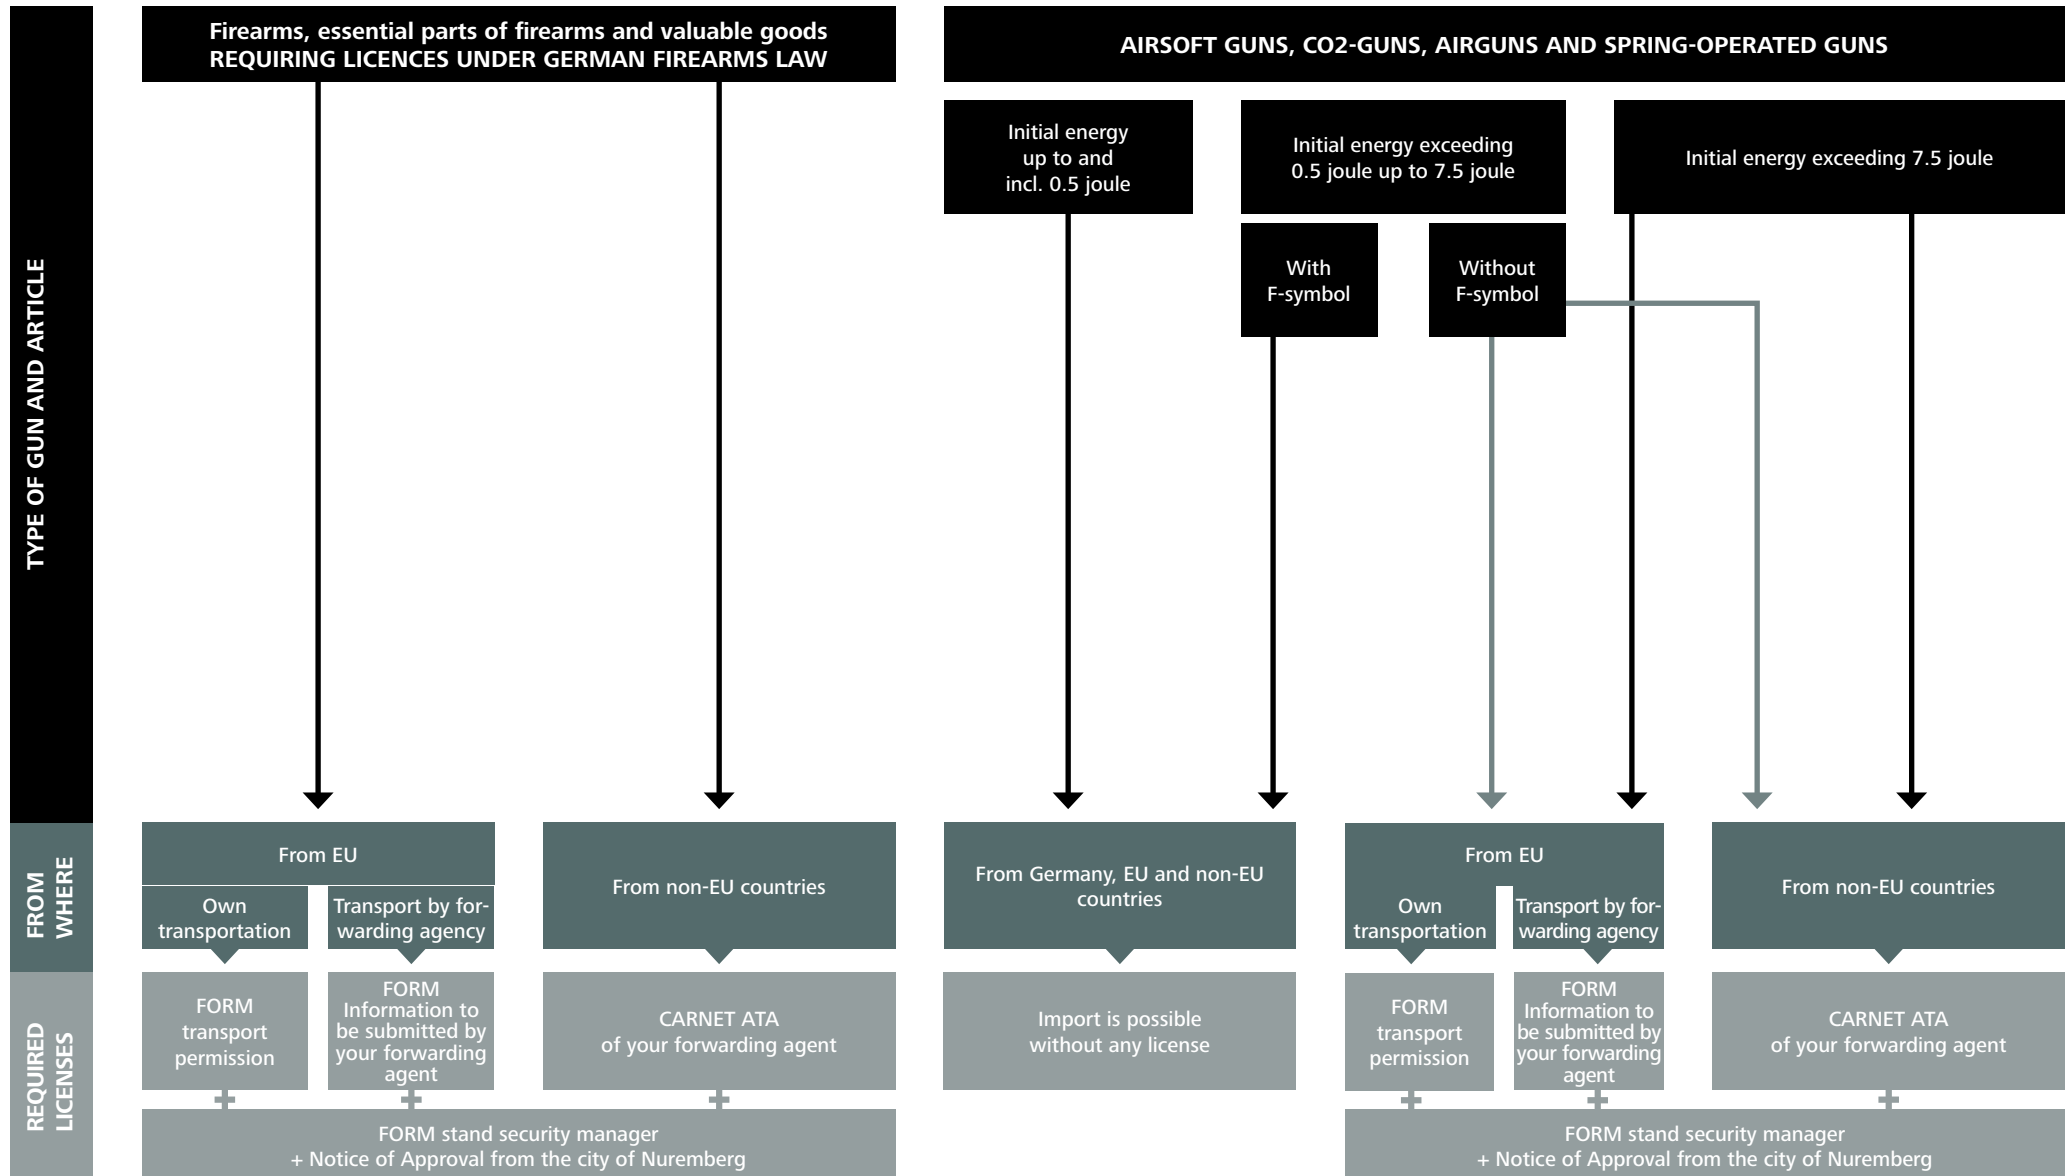 TYPE OF GUN AND ARTICLE
Firearms, essential parts of firearms and valuable goods
REQUIRING LICENCES UNDER GERMAN FIREARMS LAW
AIRSOFT GUNS, CO2-GUNS, AIRGUNS AND SPRING-OPERATED GUNS
Initial energy
up to and
incl. 0.5 joule
Initial energy exceeding
0.5 joule up to 7.5 joule
Initial energy exceeding 7.5 joule
With
F-symbol
Without
F-symbol
FROM
WHERE
From EU
Own
transportation
Transport by for-
warding agency
From non-EU countries
From Germany, EU and non-EU
countries
From EU
Own
transportation
Transport by for-
warding agency
From non-EU countries
REQUIRED
LICENSES
FORM
transport
permission
FORM
Information to
be submitted by
your forwarding
agent
CARNET ATA
of your forwarding agent
Import is possible
without any license
FORM
transport
permission
FORM
Information to
be submitted by
your forwarding
agent
CARNET ATA
of your forwarding agent
FORM stand security manager
+ Notice of Approval from the city of Nuremberg
FORM stand security manager
+ Notice of Approval from the city of Nuremberg